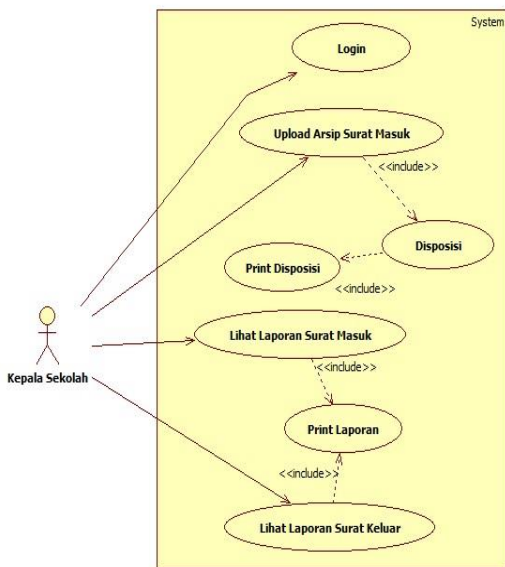 System
Login
Upload Arsip Surat Masuk
<<include>>
Disposisi
Print Disposisi
<<include>>
Lihat Laporan Surat Masuk
Kepala Sekolah
<<include>>
Print Laporan
<<include>>
Lihat Laporan Surat Keluar